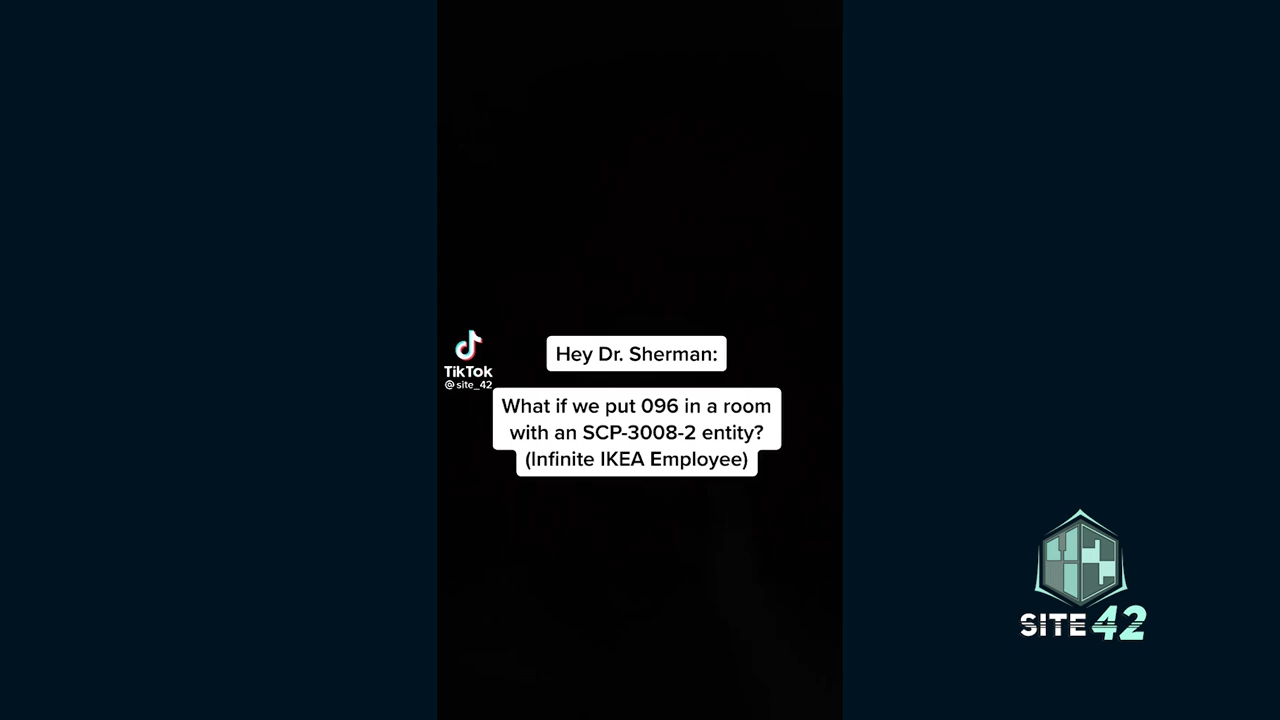 Hey Dr. Sherman:
TikTok
@site_42
What if we put 096 in a room
with an SCP-3008-2 entity?
(Infinite IKEA Employee)
SITE 42